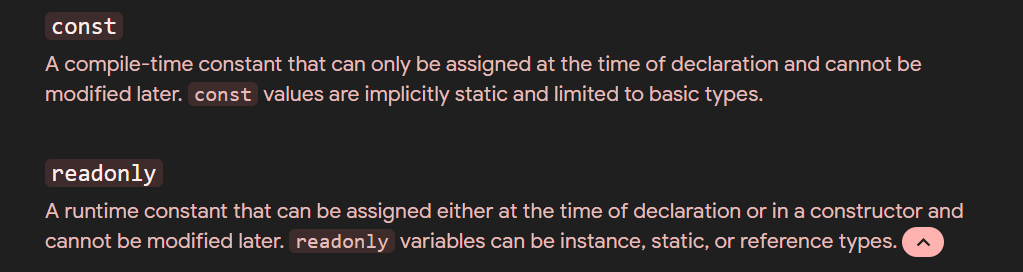 const
A compile-time constant that can only be assigned at the time of declaration and cannot be
modified later. const values are implicitly static and limited to basic types.
readonly
A runtime constant that can be assigned either at the time of declaration or in a constructor and
cannot be modified later. readonly variables can be instance, static, or reference types.